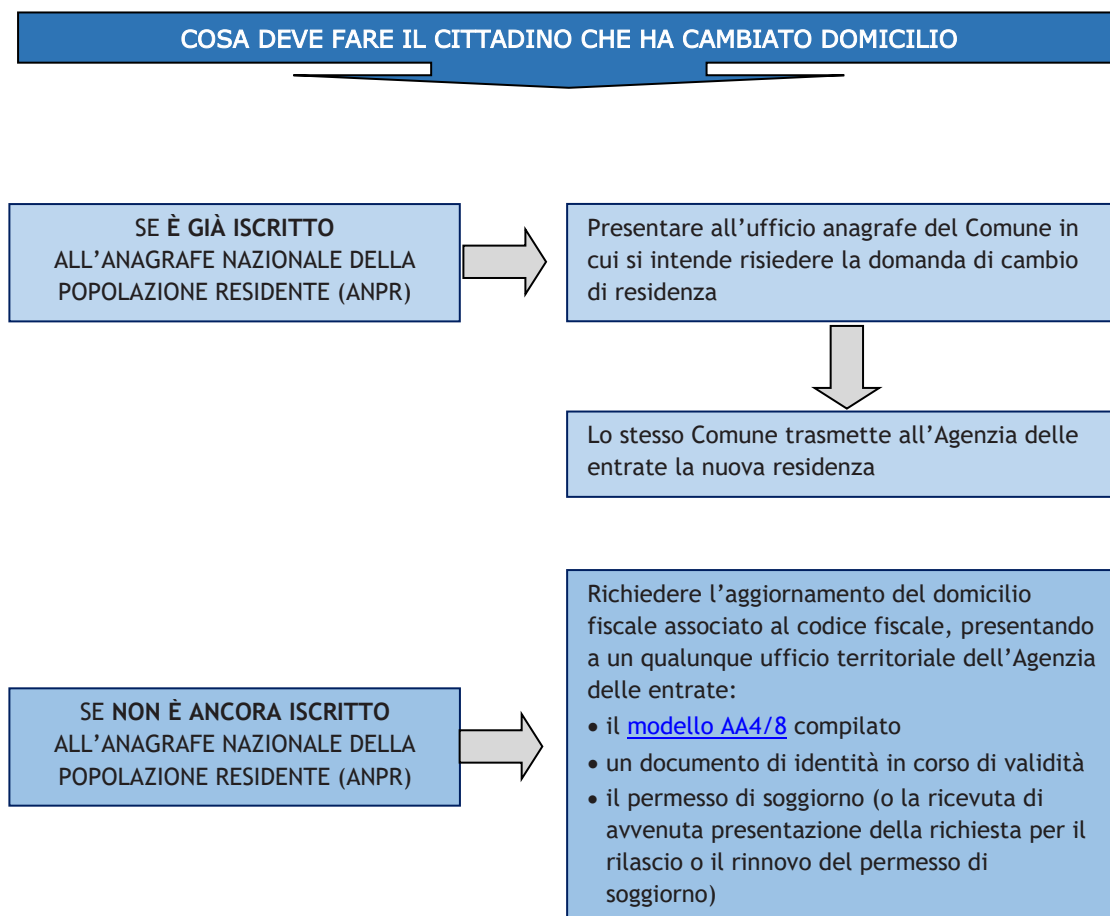 COSA DEVE FARE IL CITTADINO CHE HA CAMBIATO DOMICILIO
SE È GIÀ ISCRITTO
ALL’ANAGRAFE NAZIONALE DELLA
POPOLAZIONE RESIDENTE (ANPR)
Presentare all’ufficio anagrafe del Comune in
cui si intende risiedere la domanda di cambio
di residenza
Lo stesso Comune trasmette all’Agenzia delle
entrate la nuova residenza
SE NON È ANCORA ISCRITTO
ALL’ANAGRAFE NAZIONALE DELLA
POPOLAZIONE RESIDENTE (ANPR)
Richiedere l’aggiornamento del domicilio
fiscale associato al codice fiscale, presentando
a un qualunque ufficio territoriale dell’Agenzia
delle entrate:
• il modello AA4/8 compilato
• un documento di identità in corso di validità
• il permesso di soggiorno (o la ricevuta di
avvenuta presentazione della richiesta per il
rilascio o il rinnovo del permesso di
soggiorno)